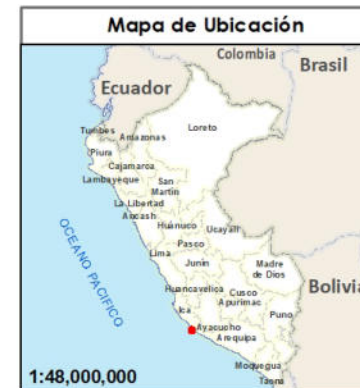 Mapa de Ubicación
Colombia
Brasil
Ecuador
Tumbes
Amazonas
Loreto
Piura
Cajamarca
Lambayeque
San
Martín
La Libertad
Ancash
Huánuco
Ucayali
Pasco
OCEANO PACIFICO
Lima
Junín
Madre
de Dios
Huancavelica
Cusco
Bolivia
Apurimac
Ica
Puno
Ayacucho
Arequipa
Moquegua
Tacna
1:48,000,000